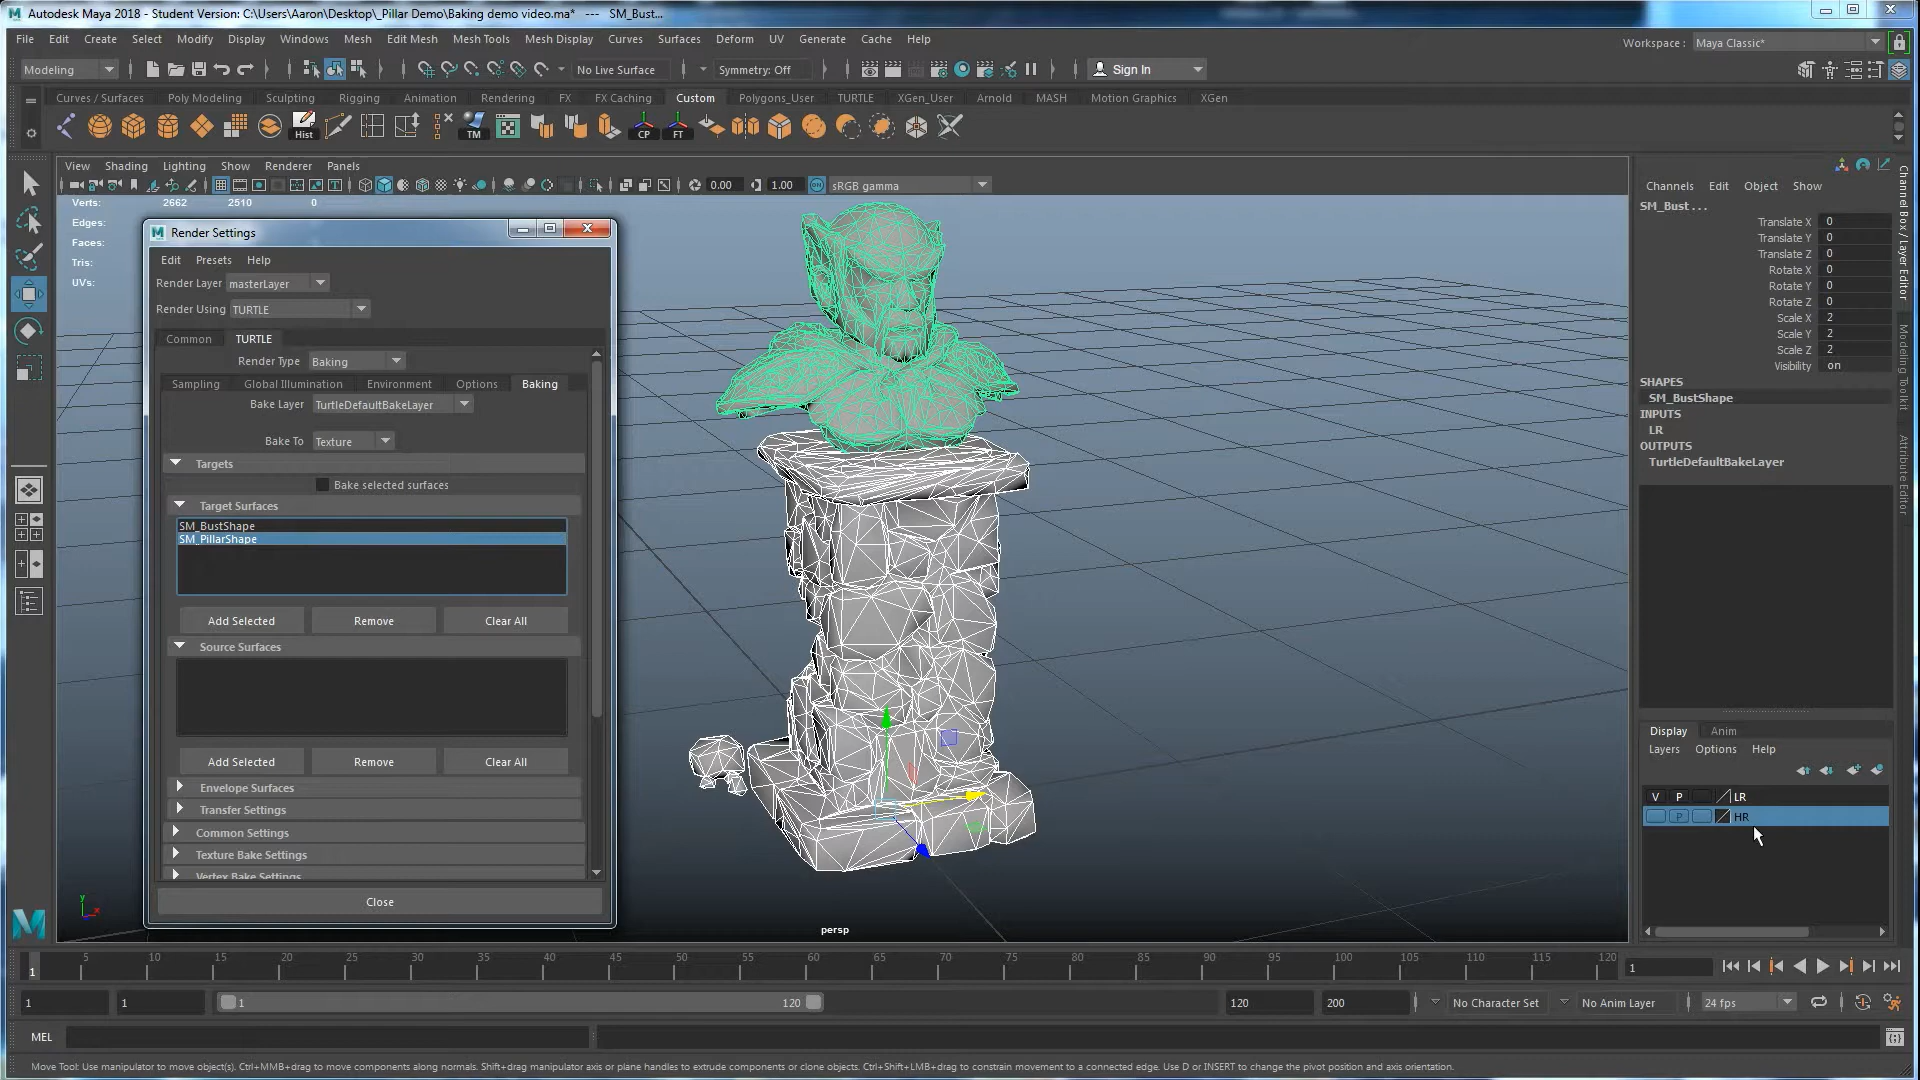 Autodesk Maya 2018 - Student Version: C:\Users\Aaron\Desktop\_Pillar Demo\Baking demo video.ma* --- SM_Bust...
File Edit Create Select Modify Display Windows Mesh Edit Mesh Mesh Tools Mesh Display Curves Surfaces Deform UV Generate Cache Help
Workspace : Maya Classic*
Modeling No Live Surface Symmetry: Off Sign In
Curves / Surfaces Poly Modeling Sculpting Rigging Animation Rendering FX FX Caching Custom Polygons_User TURTLE XGen_User Arnold MASH Motion Graphics XGen
Hist TM CP FT
View Shading Lighting Show Renderer Panels
0.00 1.00 sRGB gamma
Verts: 2662 2510 0
Edges:
Faces:
Tris:
UVs:
Render Settings
Edit Presets Help
Render Layer masterLayer
Render Using TURTLE
Common TURTLE
Render Type Baking
Sampling Global Illumination Environment Options Baking
Bake Layer TurtleDefaultBakeLayer
Bake To Texture
Targets
Bake selected surfaces
Target Surfaces
SM_BustShape
SM_PillarShape
Add Selected Remove Clear All
Source Surfaces
Add Selected Remove Clear All
Envelope Surfaces
Transfer Settings
Common Settings
Texture Bake Settings
Vertex Bake Settings
Close
persp
Channels Edit Object Show
SM_Bust . . .
Translate X 0
Translate Y 0
Translate Z 0
Rotate X 0
Rotate Y 0
Rotate Z 0
Scale X 2
Scale Y 2
Scale Z 2
Visibility on
SHAPES
SM_BustShape
INPUTS
LR
OUTPUTS
TurtleDefaultBakeLayer
Channel Box / Layer Editor
Modeling Toolkit
Attribute Editor
Display Anim
Layers Options Help
V P LR
P HR
1 5 10 15 20 25 30 35 40 45 50 55 60 65 70 75 80 85 90 95 100 105 110 115 120
1
1 1 1 120 120 200 No Character Set No Anim Layer 24 fps
MEL
Move Tool: Use manipulator to move object(s). Ctrl+MMB+drag to move components along normals. Shift+drag manipulator axis or plane handles to extrude components or clone objects. Ctrl+Shift+LMB+drag to constrain movement to a connected edge. Use D or INSERT to change the pivot position and axis orientation.